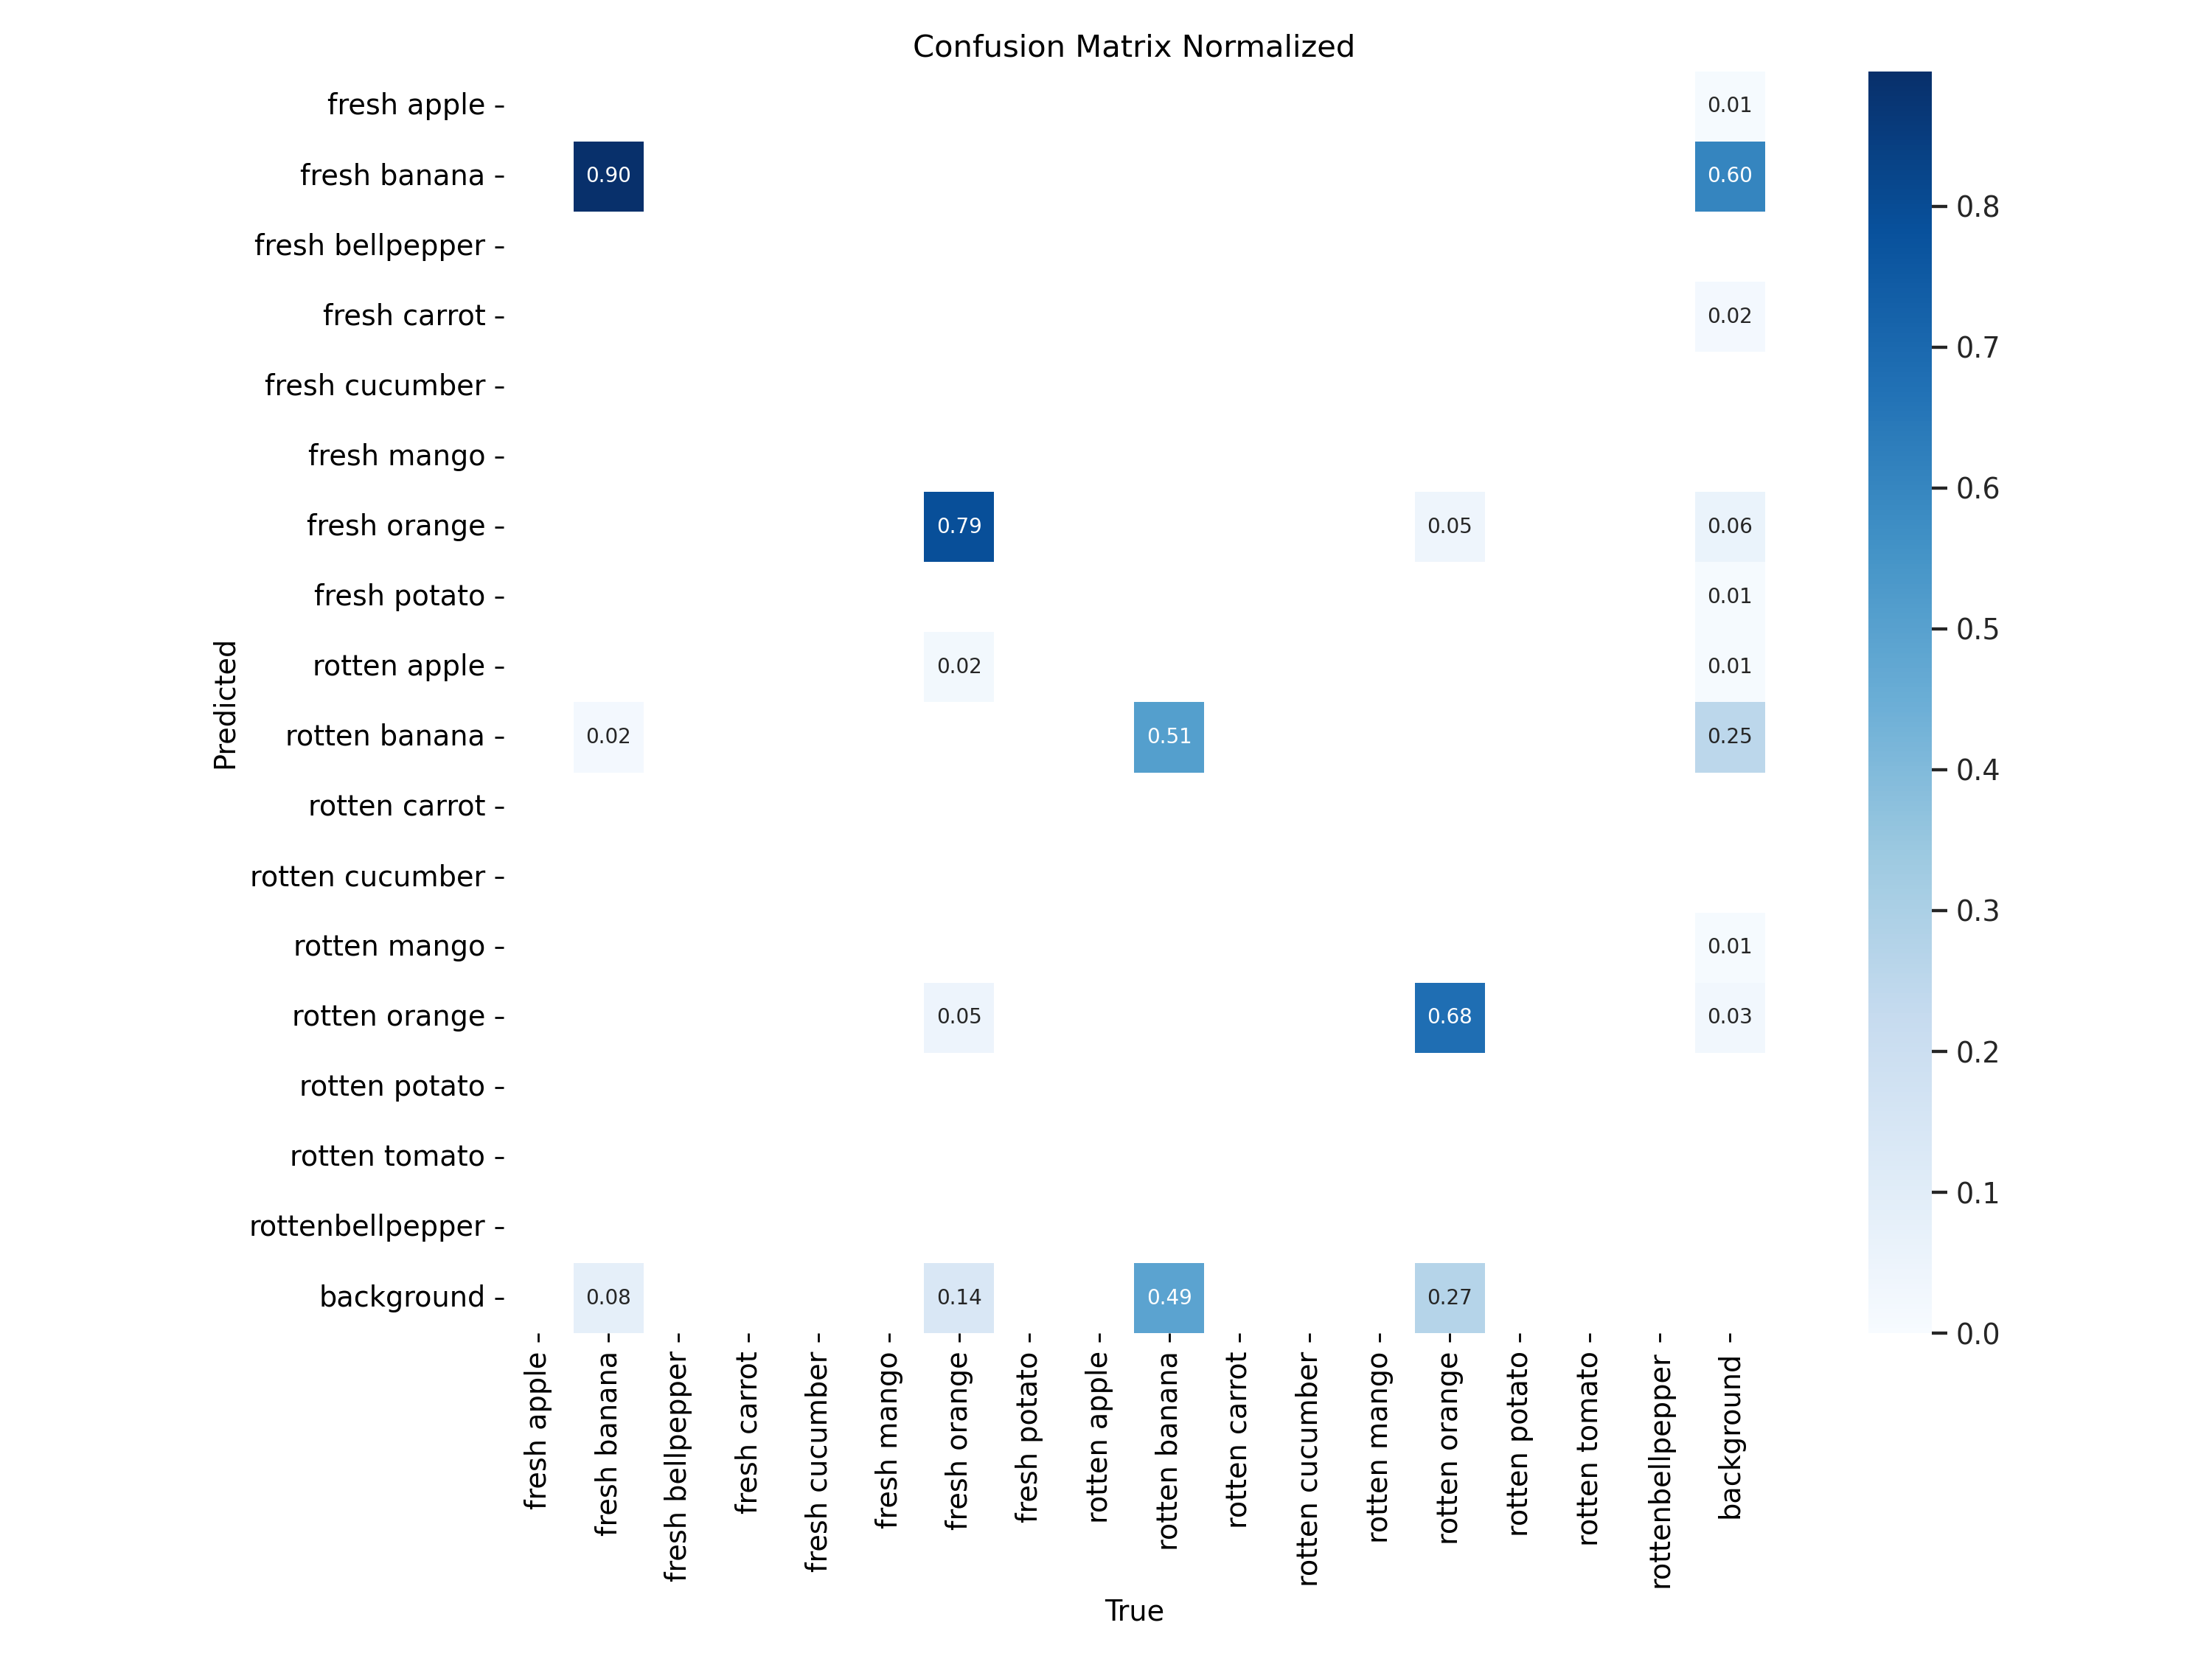 Confusion Matrix Normalized
fresh apple
0.01
fresh banana
0.90
0.60
0.8
fresh bellpepper
fresh carrot
0.02
0.7
fresh cucumber
fresh mango
0.6
fresh orange
0.79
0.05
0.06
fresh potato
0.01
0.5
Predicted
rotten apple
0.02
0.01
rotten banana
0.02
0.51
0.25
0.4
rotten carrot
rotten cucumber
0.3
rotten mango
0.01
rotten orange
0.05
0.68
0.03
0.2
rotten potato
rotten tomato
0.1
rottenbellpepper
background
0.08
0.14
0.49
0.27
0.0
fresh apple
fresh banana
fresh bellpepper
fresh carrot
fresh cucumber
fresh mango
fresh orange
fresh potato
rotten apple
rotten banana
rotten carrot
rotten cucumber
rotten mango
rotten orange
rotten potato
rotten tomato
rottenbellpepper
background
True